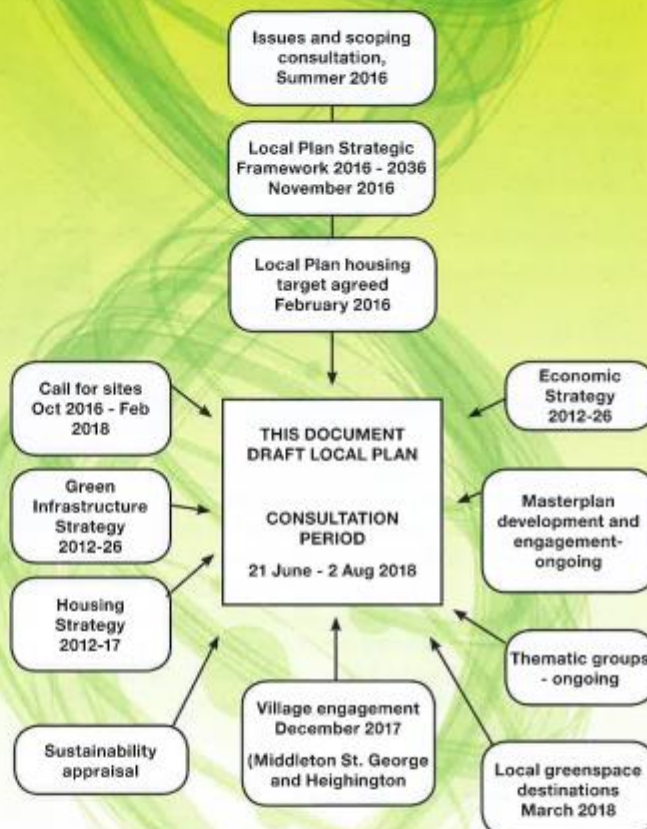 Issues and scoping
consultation,
Summer 2016
Local Plan Strategic
Framework 2016 - 2036
November 2016
Local Plan housing
target agreed
February 2016
Call for sites
Oct 2016 - Feb
2018
Green
Infrastructure
Strategy
2012-26
Housing
Strategy
2012-17
Sustainability
appraisal
THIS DOCUMENT
DRAFT LOCAL PLAN
CONSULTATION
PERIOD
21 June - 2 Aug 2018
Village engagement
December 2017
(Middleton St. George
and Heighington
Economic
Strategy
2012-26
Masterplan
development and
engagement-
ongoing
Thematic groups
- ongoing
Local greenspace
destinations
March 2018